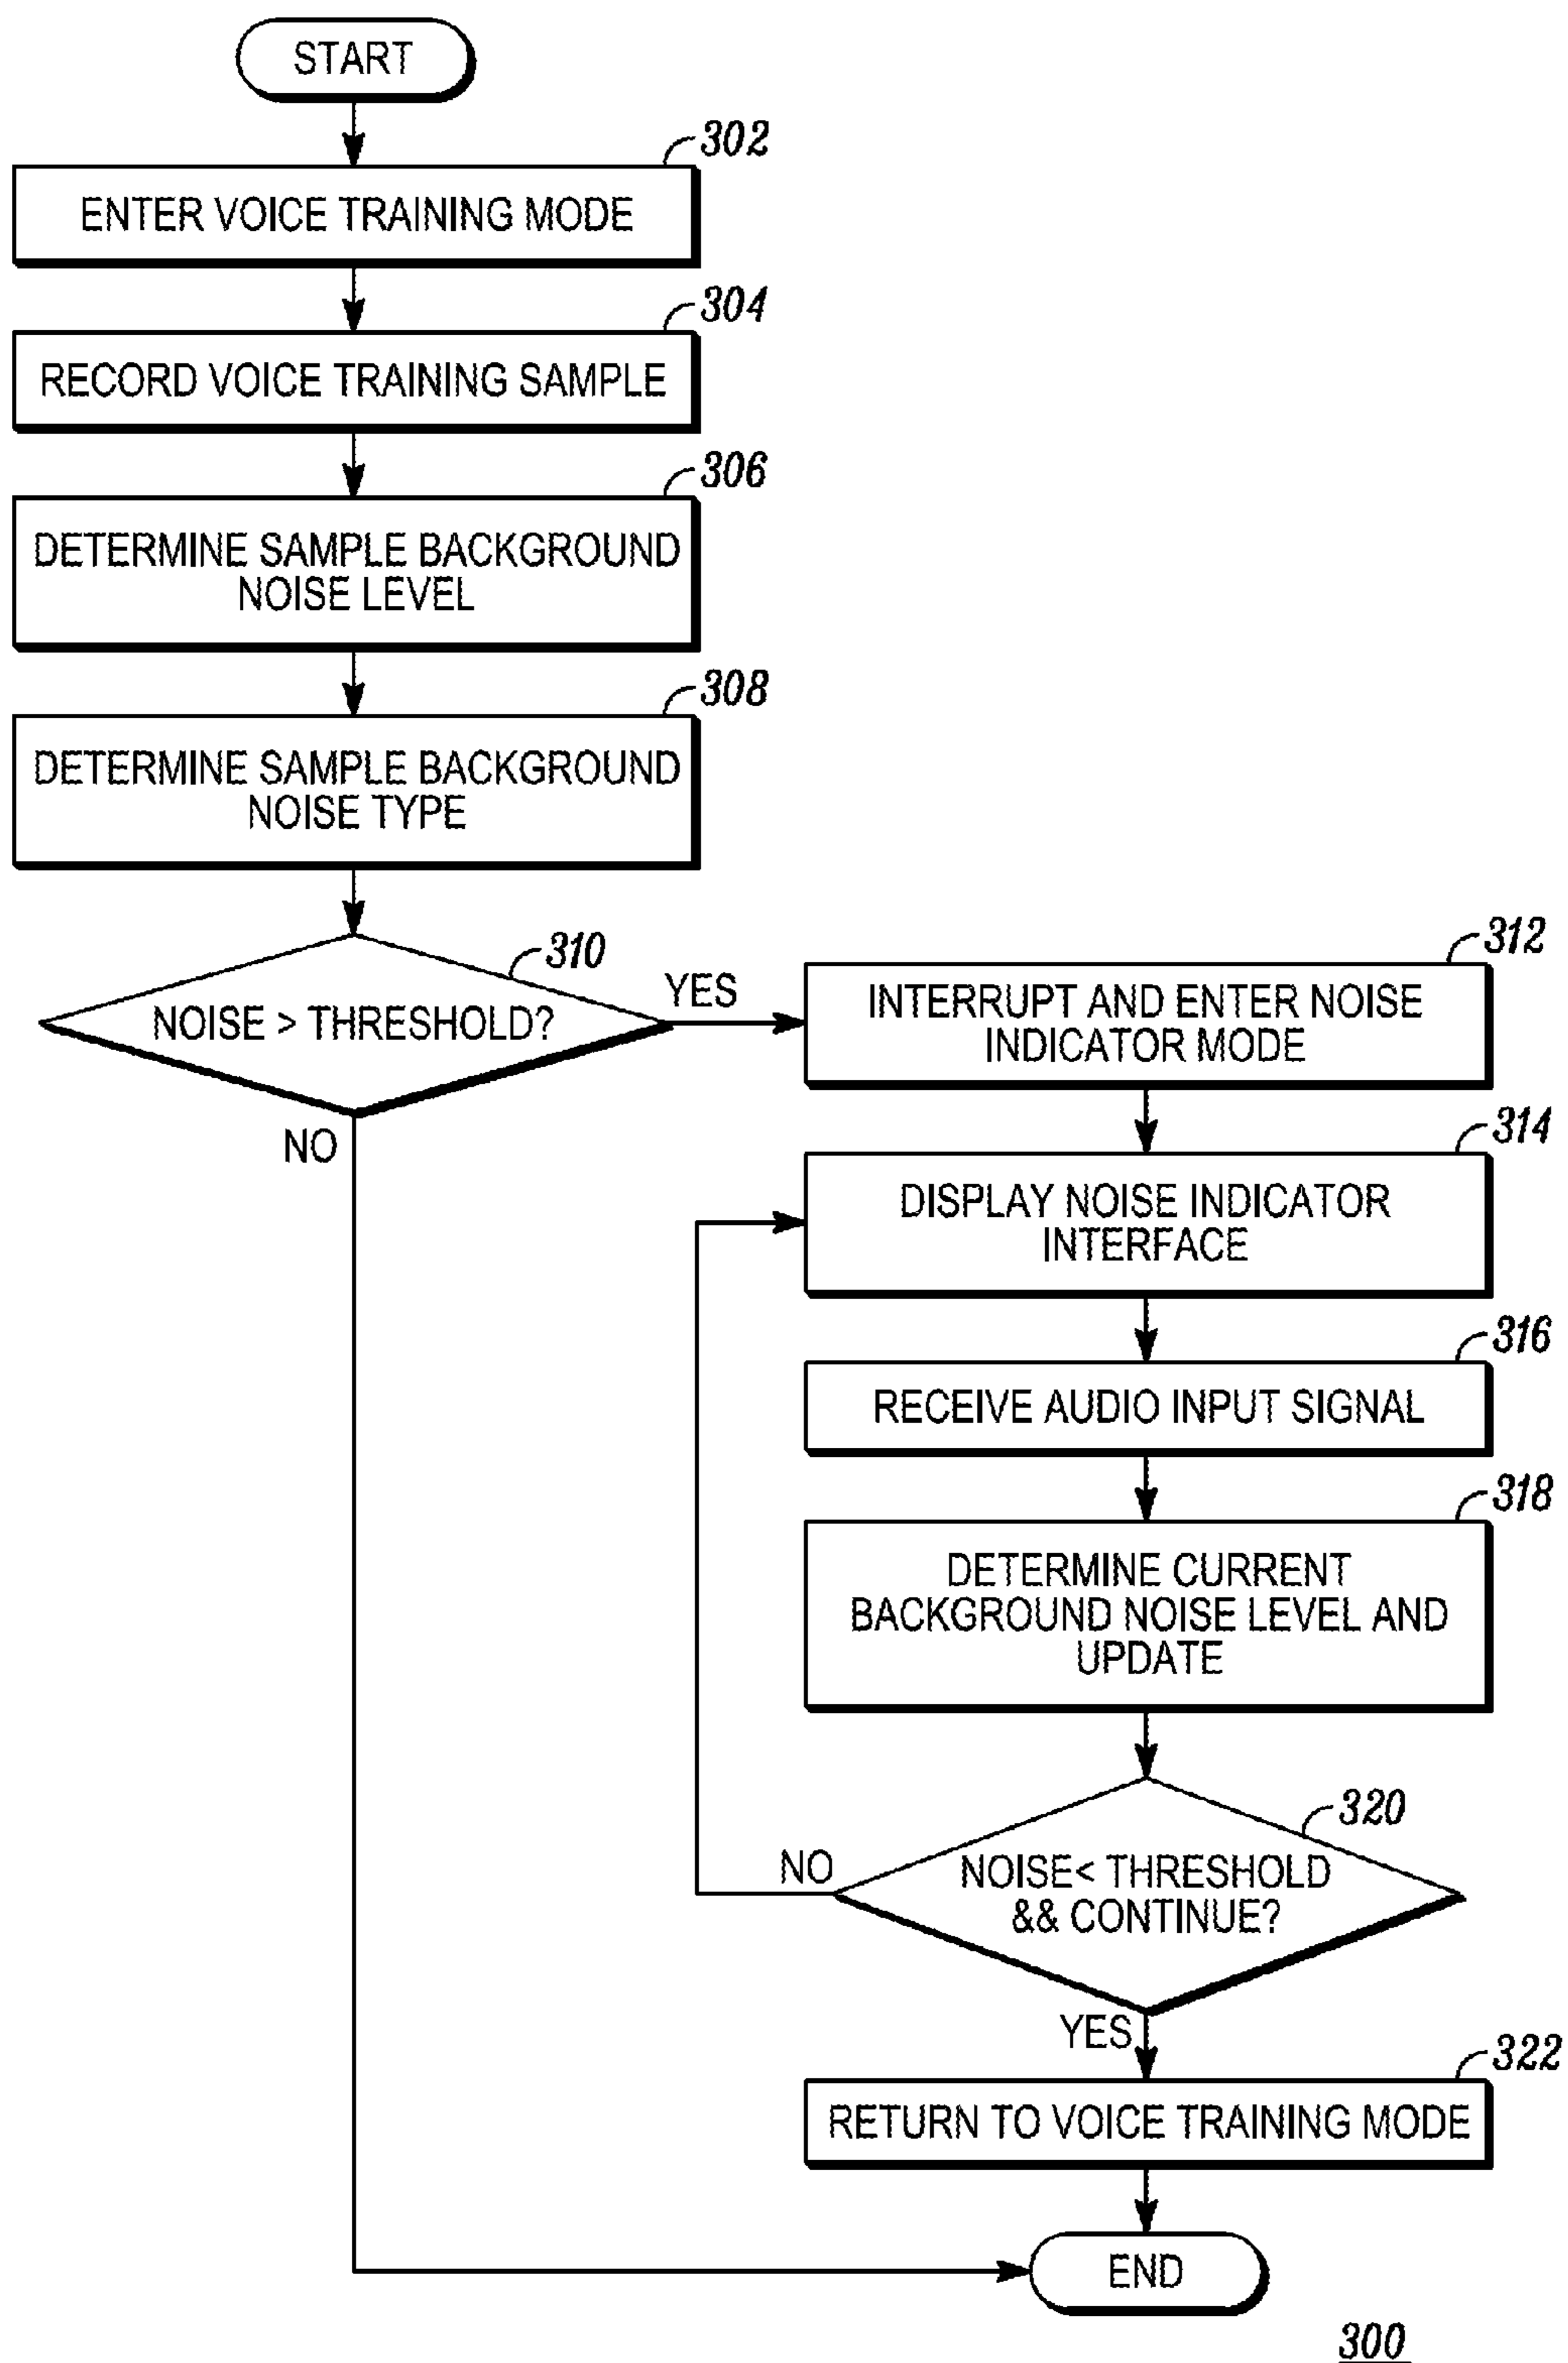 START
302
ENTER VOICE TRAINING MODE
304
RECORD VOICE TRAINING SAMPLE
306
DETERMINE SAMPLE BACKGROUND
NOISE LEVEL
308
DETERMINE SAMPLE BACKGROUND
NOISE TYPE
310
NOISE > THRESHOLD?
YES
NO
312
INTERRUPT AND ENTER NOISE
INDICATOR MODE
314
DISPLAY NOISE INDICATOR
INTERFACE
316
RECEIVE AUDIO INPUT SIGNAL
318
DETERMINE CURRENT
BACKGROUND NOISE LEVEL AND
UPDATE
320
NOISE< THRESHOLD
&& CONTINUE?
NO
YES
322
RETURN TO VOICE TRAINING MODE
END
300